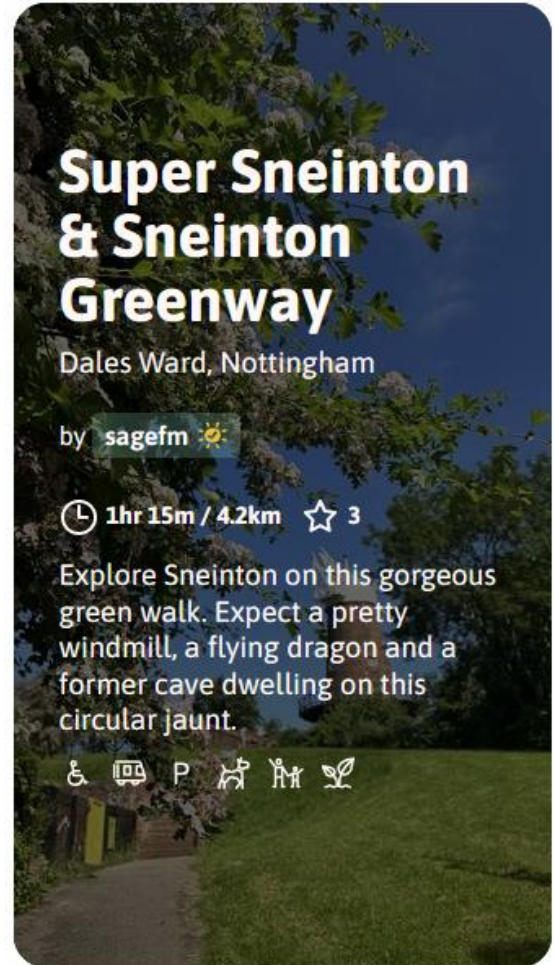 Super Sneinton
& Sneinton
Greenway
Dales Ward, Nottingham
by sagefm
1hr 15m / 4.2km 3
Explore Sneinton on this gorgeous
green walk. Expect a pretty
windmill, a flying dragon and a
former cave dwelling on this
circular jaunt.
P